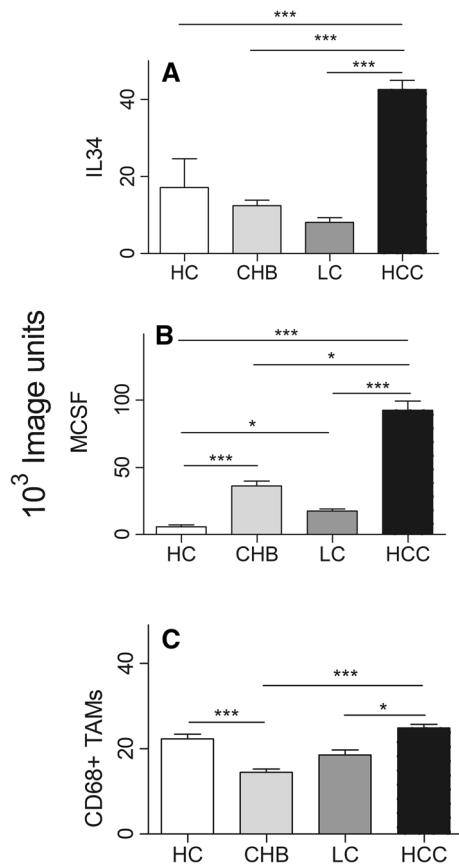 ***
***
***
A
IL34
40
20
0
HC CHB LC HCC
10³ Image units
B
***
*
***
*
***
MCSF
100
50
0
HC CHB LC HCC
C
***
***
*
CD68+ TAMs
40
20
0
HC CHB LC HCC